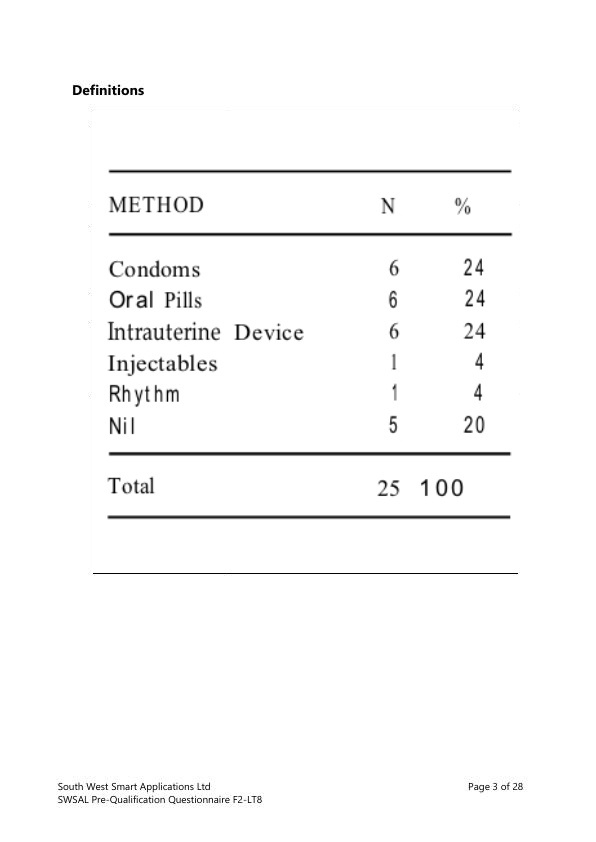 Definitions
METHOD N %
Condoms 6 24
Oral Pills 6 24
Intrauterine Device 6 24
Injectables 1 4
Rhythm 1 4
Nil 5 20
Total 25 100
South West Smart Applications Ltd Page 3 of 28
SWSAL Pre-Qualification Questionnaire F2-LT8